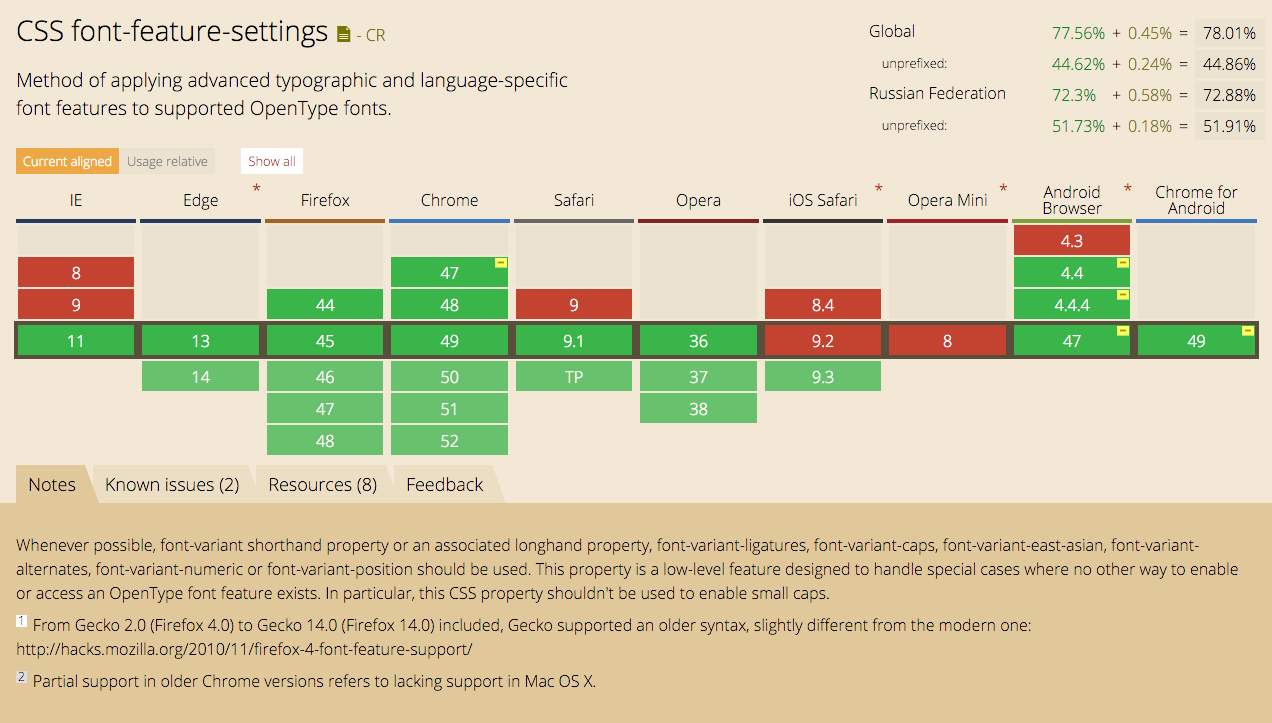 CSS font-feature-settings - CR
Method of applying advanced typographic and language-specific
font features to supported OpenType fonts.
Global 77.56% + 0.45% = 78.01%
unprefixed: 44.62% + 0.24% = 44.86%
Russian Federation 72.3% + 0.58% = 72.88%
unprefixed: 51.73% + 0.18% = 51.91%
Current aligned Usage relative Show all
IE Edge * Firefox Chrome Safari Opera iOS Safari * Opera Mini * Android Browser * Chrome for Android
4.3
8 47 4.4
9 44 48 9 8.4 4.4.4
11 13 45 49 9.1 36 9.2 8 47 49
14 46 50 TP 37 9.3
47 51 38
48 52
Notes Known issues (2) Resources (8) Feedback
Whenever possible, font-variant shorthand property or an associated longhand property, font-variant-ligatures, font-variant-caps, font-variant-east-asian, font-variant-
alternates, font-variant-numeric or font-variant-position should be used. This property is a low-level feature designed to handle special cases where no other way to enable
or access an OpenType font feature exists. In particular, this CSS property shouldn't be used to enable small caps.
1 From Gecko 2.0 (Firefox 4.0) to Gecko 14.0 (Firefox 14.0) included, Gecko supported an older syntax, slightly different from the modern one:
http://hacks.mozilla.org/2010/11/firefox-4-font-feature-support/
2 Partial support in older Chrome versions refers to lacking support in Mac OS X.